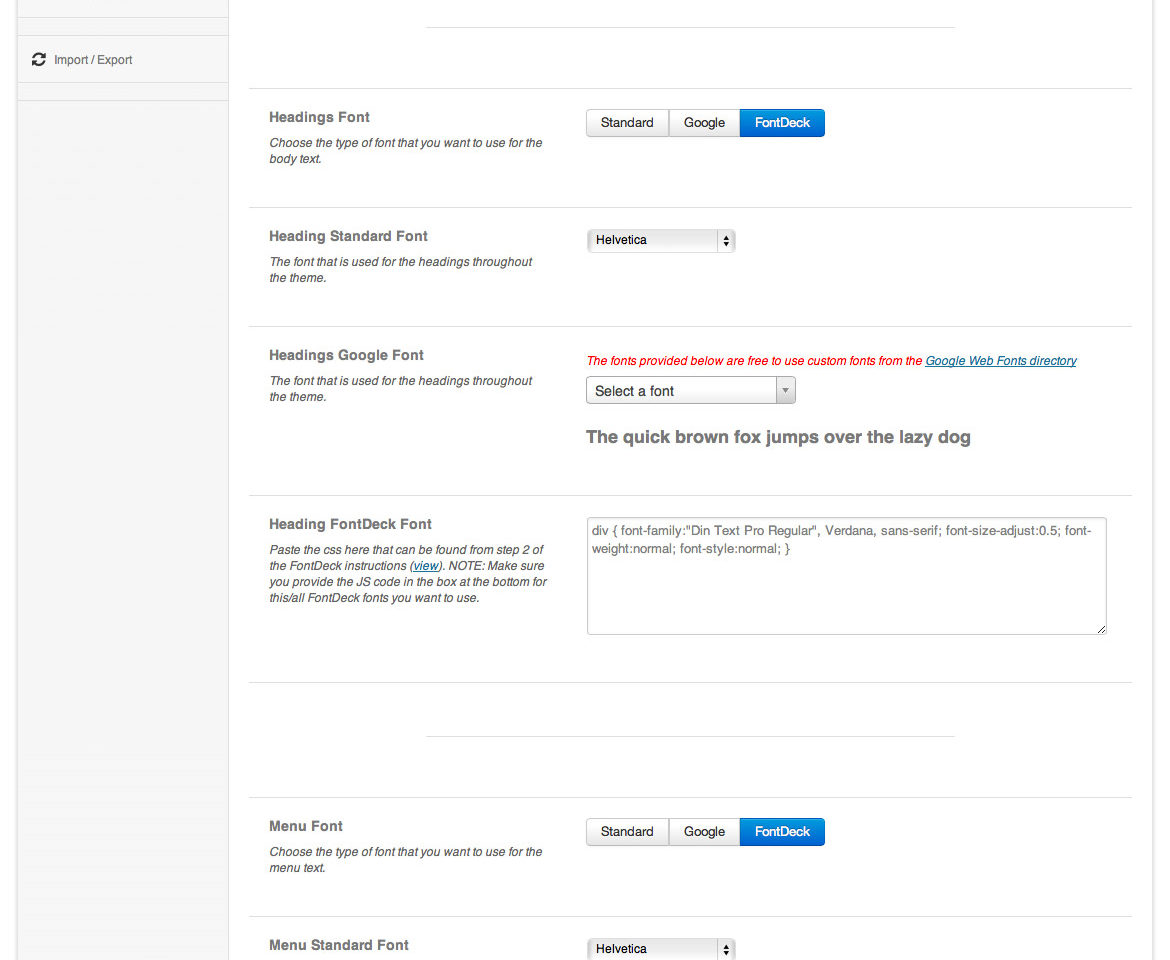 Import / Export
Headings Font
Choose the type of font that you want to use for the
body text.
Standard
Google
FontDeck
Heading Standard Font
The font that is used for the headings throughout
the theme.
Helvetica
Headings Google Font
The font that is used for the headings throughout
the theme.
The fonts provided below are free to use custom fonts from the Google Web Fonts directory
Select a font
The quick brown fox jumps over the lazy dog
Heading FontDeck Font
Paste the css here that can be found from step 2 of
the FontDeck instructions (view). NOTE: Make sure
you provide the JS code in the box at the bottom for
this/all FontDeck fonts you want to use.
div { font-family:"Din Text Pro Regular", Verdana, sans-serif; font-size-adjust:0.5; font-
weight:normal; font-style:normal; }
Menu Font
Choose the type of font that you want to use for the
menu text.
Standard
Google
FontDeck
Menu Standard Font
Helvetica